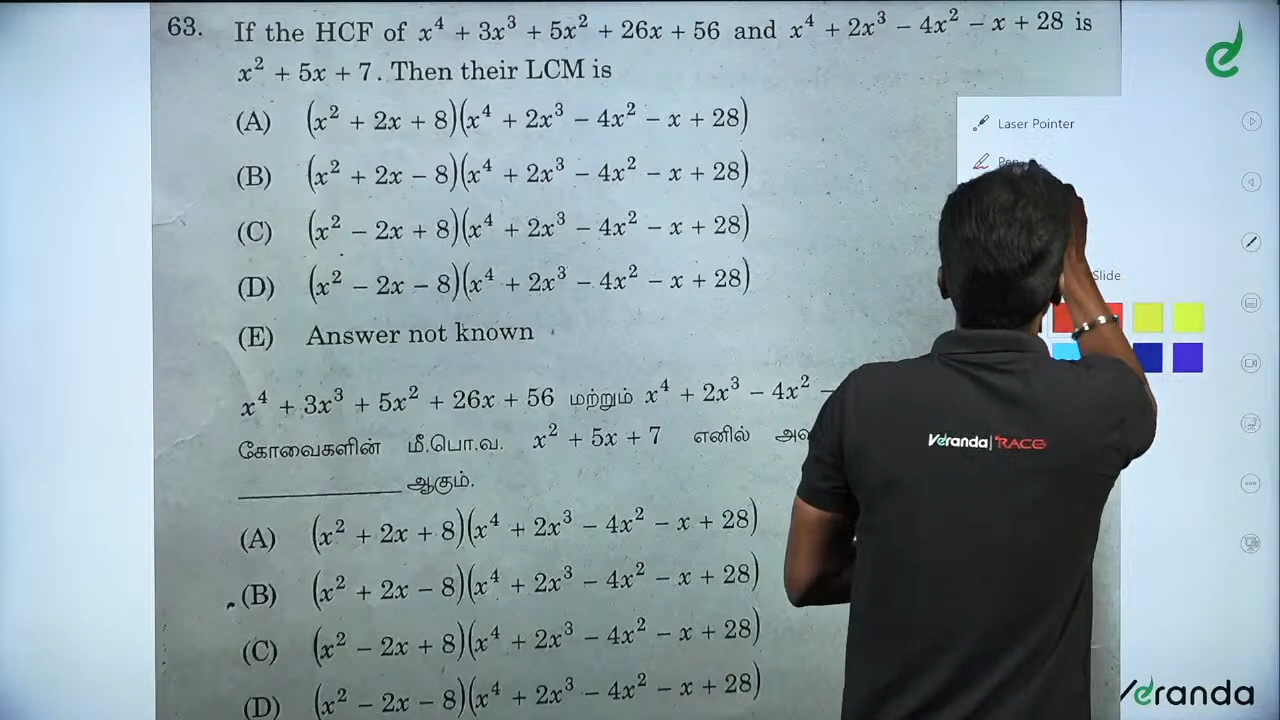 63. If the HCF of x⁴ + 3x³ + 5x² + 26x + 56 and x⁴ + 2x³ − 4x² − x + 28 is
x² + 5x + 7. Then their LCM is
(A) (x² + 2x + 8)(x⁴ + 2x³ − 4x² − x + 28)
(B) (x² + 2x − 8)(x⁴ + 2x³ − 4x² − x + 28)
(C) (x² − 2x + 8)(x⁴ + 2x³ − 4x² − x + 28)
(D) (x² − 2x − 8)(x⁴ + 2x³ − 4x² − x + 28)
(E) Answer not known
x⁴ + 3x³ + 5x² + 26x + 56 மற்றும் x⁴ + 2x³ − 4x² −
கோவைகளின் மீ.பொ.வ. x² + 5x + 7 எனில்
ஆகும்.
(A) (x² + 2x + 8)(x⁴ + 2x³ − 4x² − x + 28)
(B) (x² + 2x − 8)(x⁴ + 2x³ − 4x² − x + 28)
(C) (x² − 2x + 8)(x⁴ + 2x³ − 4x² − x + 28)
(D) (x² − 2x − 8)(x⁴ + 2x³ − 4x² − x + 28)
Laser Pointer
Pen
Slide
Veranda | RACE
Veranda